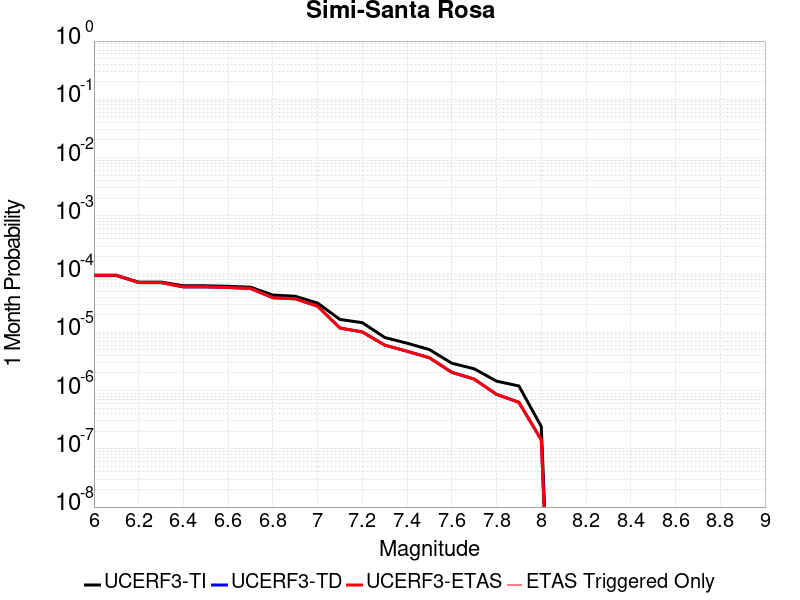 Simi-Santa Rosa
10 0
10 -1
10 -2
10 -3
10 -4
10 -5
10 -6
10 -7
10 -8
1 Month Probability
6 6.2 6.4 6.6 6.8 7 7.2 7.4 7.6 7.8 8 8.2 8.4 8.6 8.8 9
Magnitude
UCERF3-TI UCERF3-TD UCERF3-ETAS ETAS Triggered Only